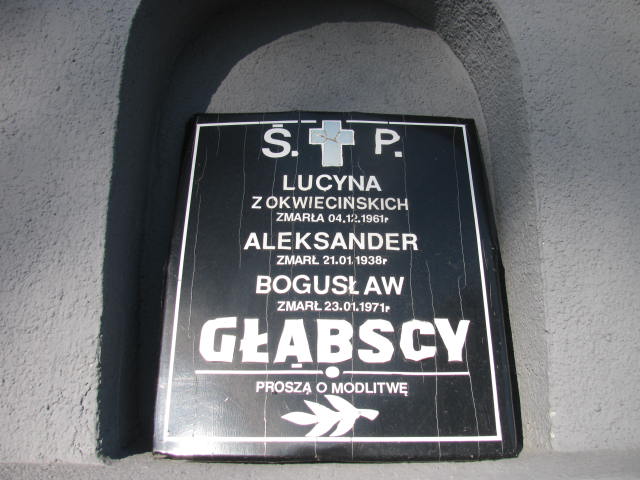 Ś. P.
LUCYNA
Z OKWIECIŃSKICH
ZMARŁA 04.12.1961r
ALEKSANDER
ZMARŁ 21.01.1938r
BOGUSŁAW
ZMARŁ 23.01.1971r
GŁĄBSCY
PROSZĄ O MODLITWĘ